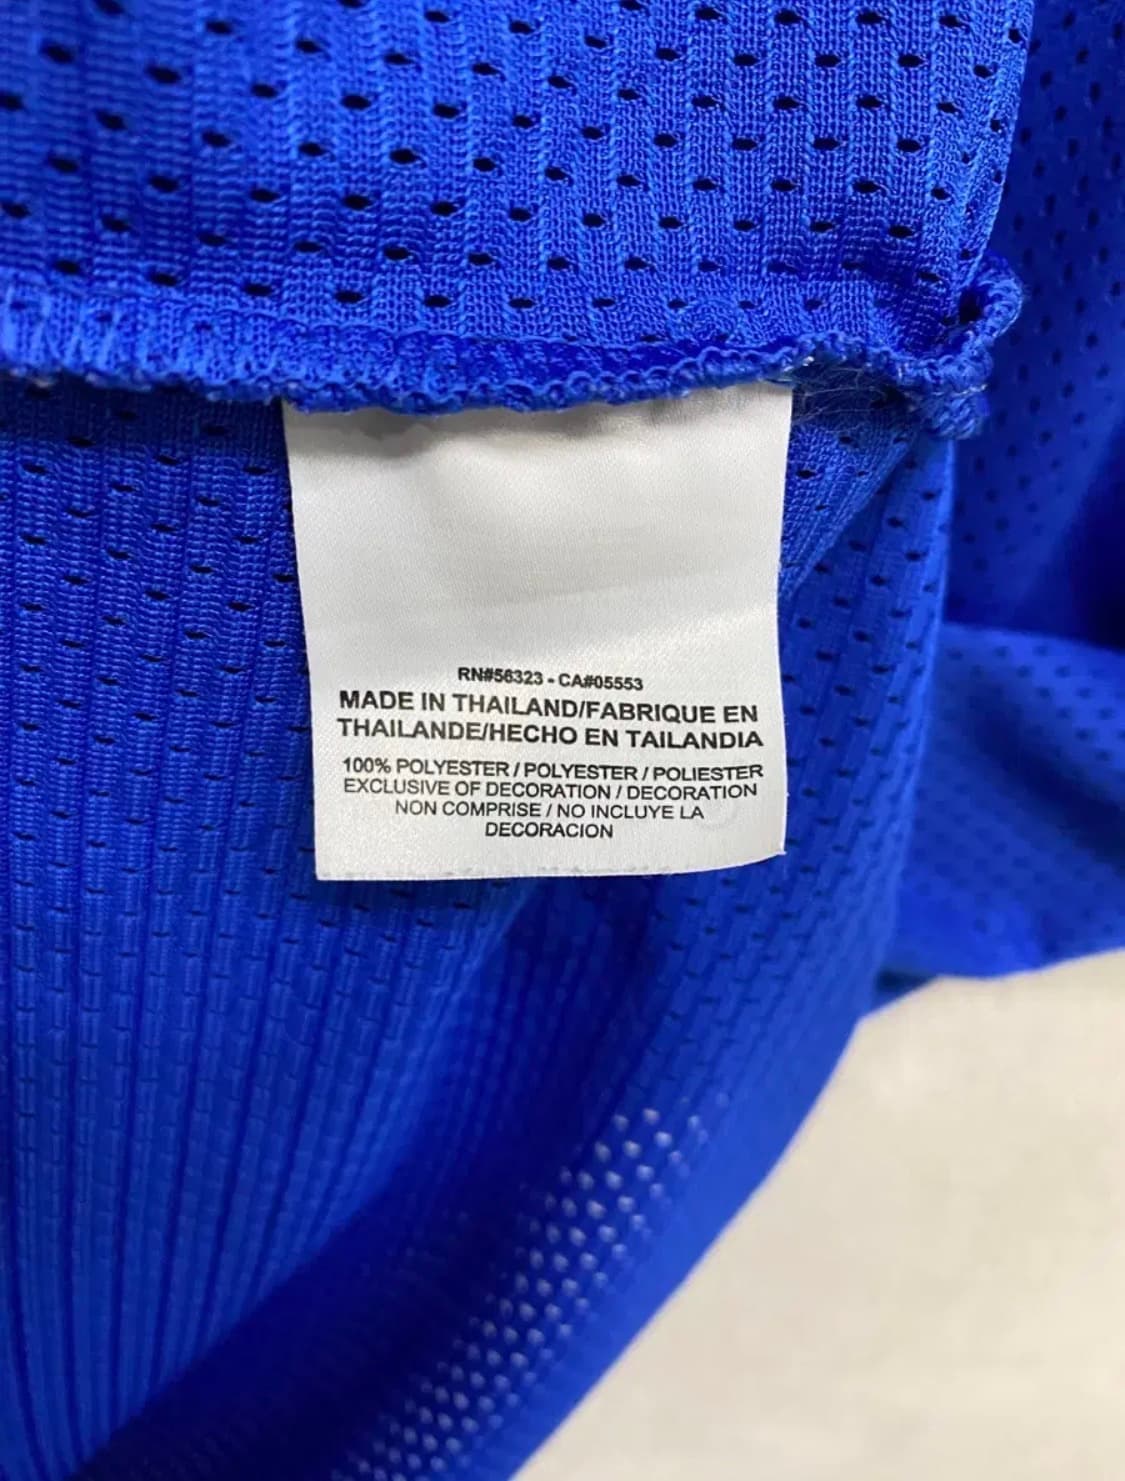 RN#56323 - CA#05553
MADE IN THAILAND/FABRIQUE EN
THAILANDE/HECHO EN TAILANDIA
100% POLYESTER / POLYESTER / POLIESTER
EXCLUSIVE OF DECORATION / DECORATION
NON COMPRISE / NO INCLUYE LA
DECORACION